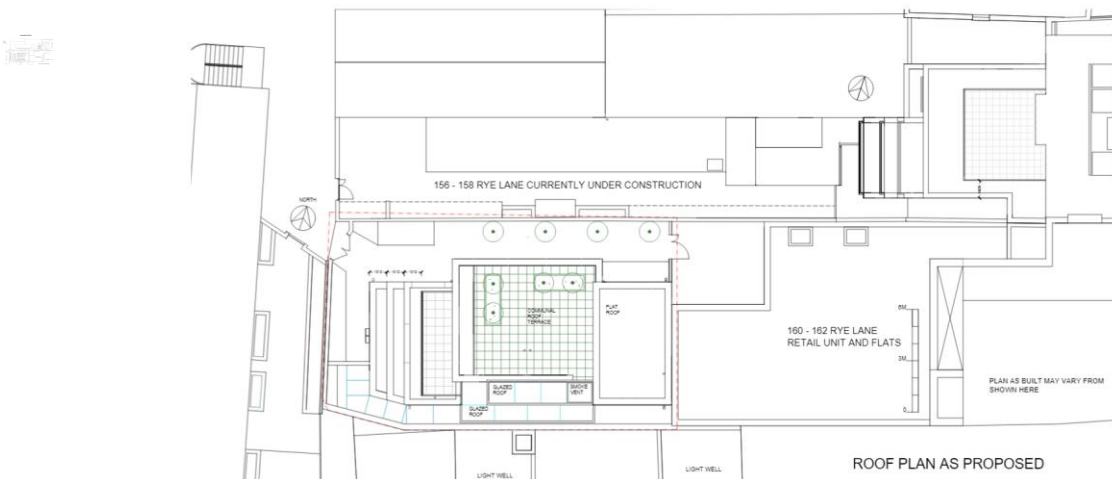 156 - 158 RYE LANE CURRENTLY UNDER CONSTRUCTION
NORTH
COMMUNAL
ROOF
TERRACE
FLAT
ROOF
160 - 162 RYE LANE
RETAIL UNIT AND FLATS
6M
3M
0
PLAN AS BUILT MAY VARY FROM
SHOWN HERE
GLAZED
ROOF
SMOKE
VENT
GLAZED
ROOF
LIGHT WELL
LIGHT WELL
ROOF PLAN AS PROPOSED